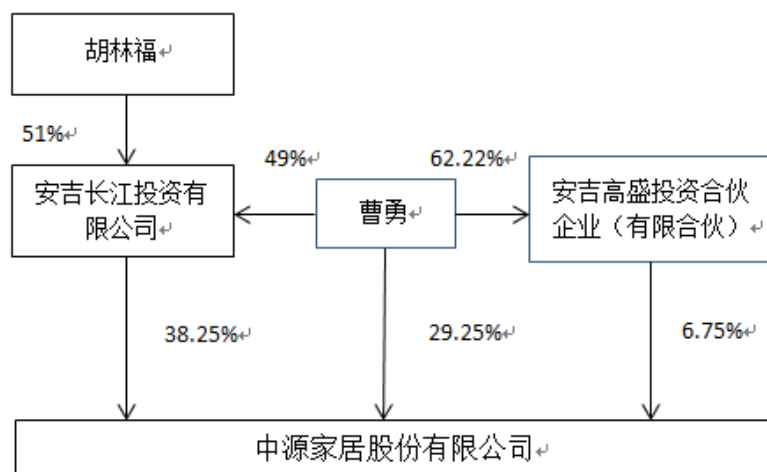 胡林福↵
51%↵
49%↵
62.22%↵
安吉长江投资有
限公司↵
曹勇↵
安吉高盛投资合伙
企业（有限合伙）↵
38.25%↵
29.25%↵
6.75%↵
中源家居股份有限公司↵